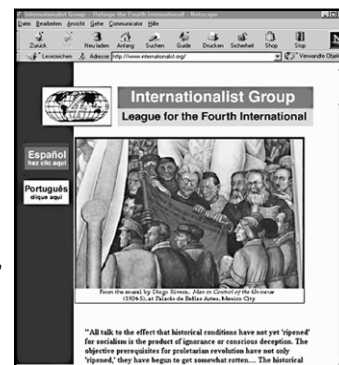 Internationalist Group - Reforge the Fourth International - Netscape
Datei Bearbeiten Ansicht Gehe Communicator Hilfe
Zurück Neu laden Anfang Suchen Guide Drucken Sicherheit Shop Stop
Lesezeichen Adresse http://www.internationalist.org/ Verwandte Objekte
Internationalist Group
League for the Fourth International
Español
haz clic aquí
Português
clique aqui
From the mural by Diego Rivera, Man in Control of the Universe
(1934-5), at Palacio de Bellas Artes, Mexico City
"All talk to the effect that historical conditions have not yet 'ripened'
for socialism is the product of ignorance or conscious deception. The
objective prerequisites for proletarian revolution have not only
'ripened,' they have begun to get somewhat rotten.... The historical